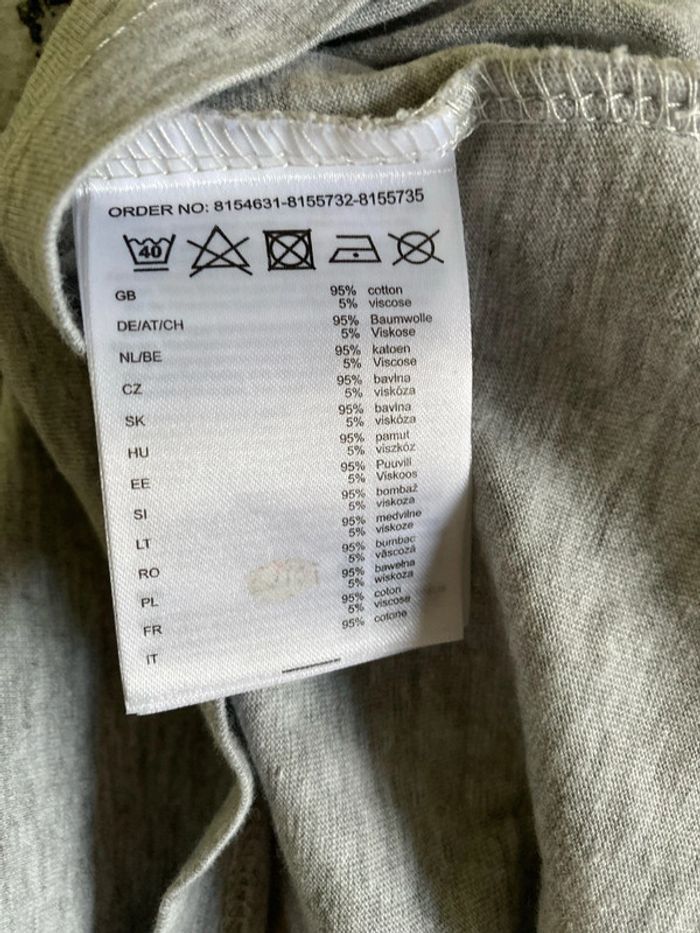 ORDER NO: 8154631-8155732-8155735
40
GB 95% cotton
5% viscose
DE/AT/CH 95% Baumwolle
5% Viskose
NL/BE 95% katoen
5% Viscose
CZ 95% bavlna
5% viskóza
SK 95% bavlna
5% viskóza
HU 95% pamut
5% viszkóz
EE 95% Puuvill
5% Viskoos
SI 95% bombaž
5% viskoza
LT 95% medvilne
5% viskoze
RO 95% bumbac
5% vâscozâ
PL 95% bawełna
5% wiskoza
FR 95% coton
5% viscose
IT 95% cotone